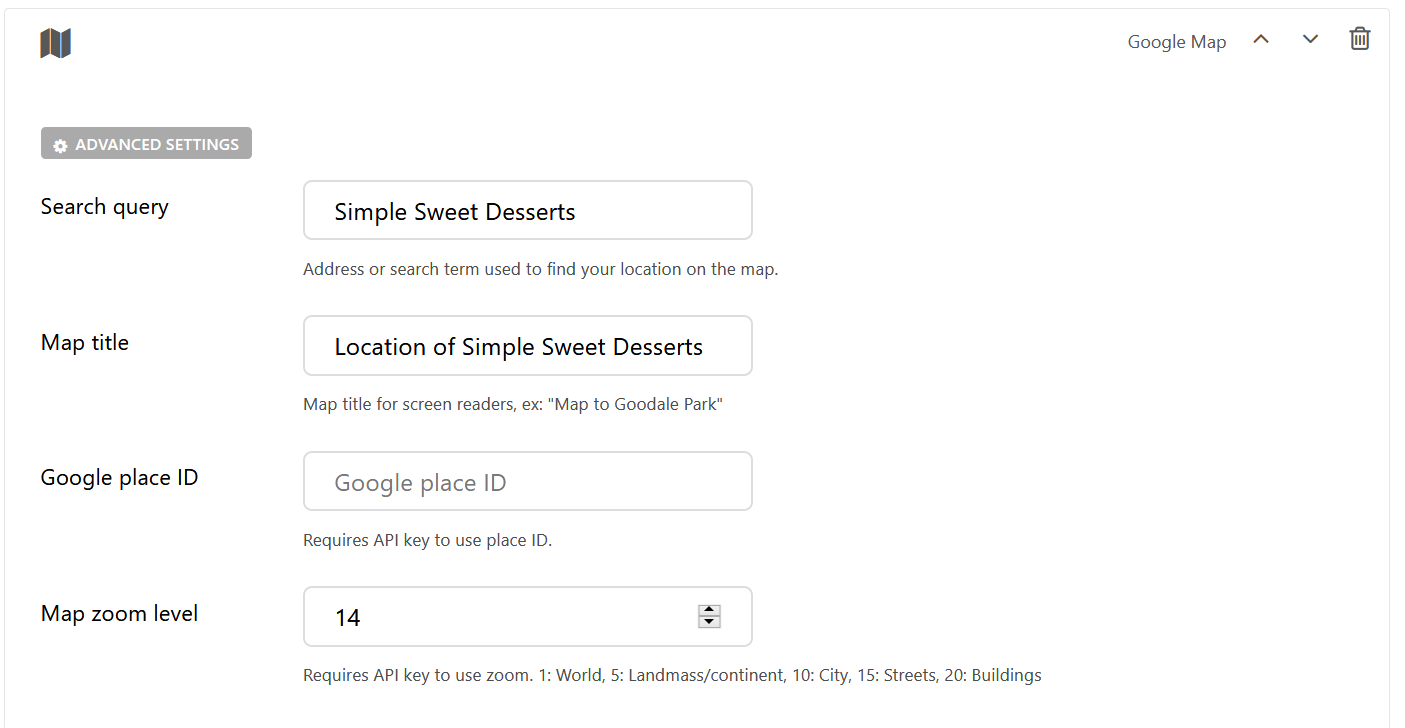 Google Map
ADVANCED SETTINGS
Search query
Simple Sweet Desserts
Address or search term used to find your location on the map.
Map title
Location of Simple Sweet Desserts
Map title for screen readers, ex: "Map to Goodale Park"
Google place ID
Google place ID
Requires API key to use place ID.
Map zoom level
14
Requires API key to use zoom. 1: World, 5: Landmass/continent, 10: City, 15: Streets, 20: Buildings